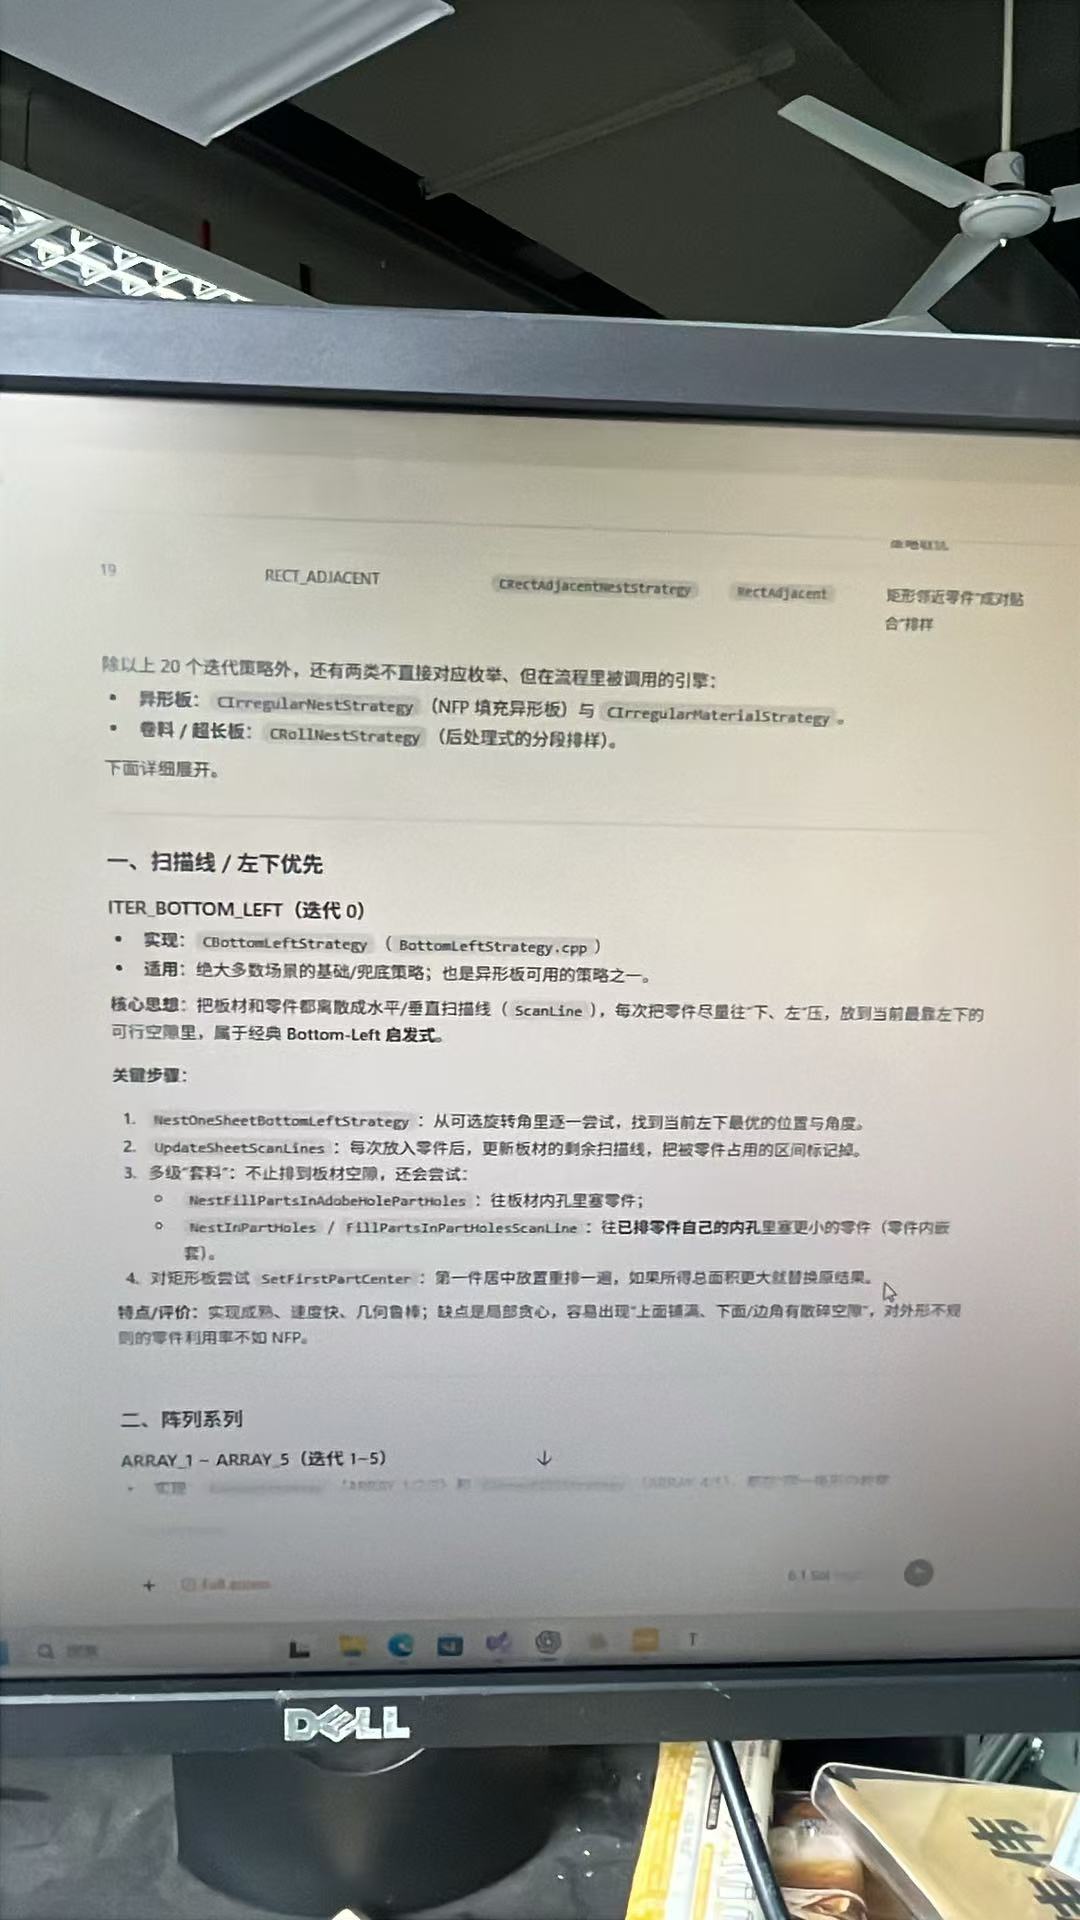 19 RECT_ADJACENT CRectAdjacentNestStrategy RectAdjacent 矩形邻近零件"成对贴
合"排样
除以上 20 个迭代策略外，还有两类不直接对应枚举、但在流程里被调用的引擎：
• 异形板： CIrregularNestStrategy （NFP 填充异形板）与 CIrregularMaterialStrategy 。
• 卷料 / 超长板： CRollNestStrategy （后处理式的分段排样）。
下面详细展开。
一、扫描线 / 左下优先
ITER_BOTTOM_LEFT（迭代 0）
• 实现： CBottomLeftStrategy （ BottomLeftStrategy.cpp ）
• 适用：绝大多数场景的基础/兜底策略；也是异形板可用的策略之一。
核心思想：把板材和零件都离散成水平/垂直扫描线（ ScanLine ），每次把零件尽量往"下、左"压，放到当前最靠左下的
可行空隙里，属于经典 Bottom-Left 启发式。
关键步骤：
1. NestOneSheetBottomLeftStrategy ：从可选旋转角里逐一尝试，找到当前左下最优的位置与角度。
2. UpdateSheetScanLines ：每次放入零件后，更新板材的剩余扫描线，把被零件占用的区间标记掉。
3. 多级"套料"：不止排到板材空隙，还会尝试：
○ NestFillPartsInAdobeHolePartHoles ：往板材内孔里塞零件；
○ NestInPartHoles / FillPartsInPartHolesScanLine ：往已排零件自己的内孔里塞更小的零件（零件内嵌
套）。
4. 对矩形板尝试 SetFirstPartCenter ：第一件居中放置重排一遍，如果所得总面积更大就替换原结果。
特点/评价：实现成熟、速度快、几何鲁棒；缺点是局部贪心，容易出现"上面铺满、下面/边角有散碎空隙"，对外形不规
则的零件利用率不如 NFP。
二、阵列系列
ARRAY_1 – ARRAY_5（迭代 1–5）
• 实现
+ Full access
DELL